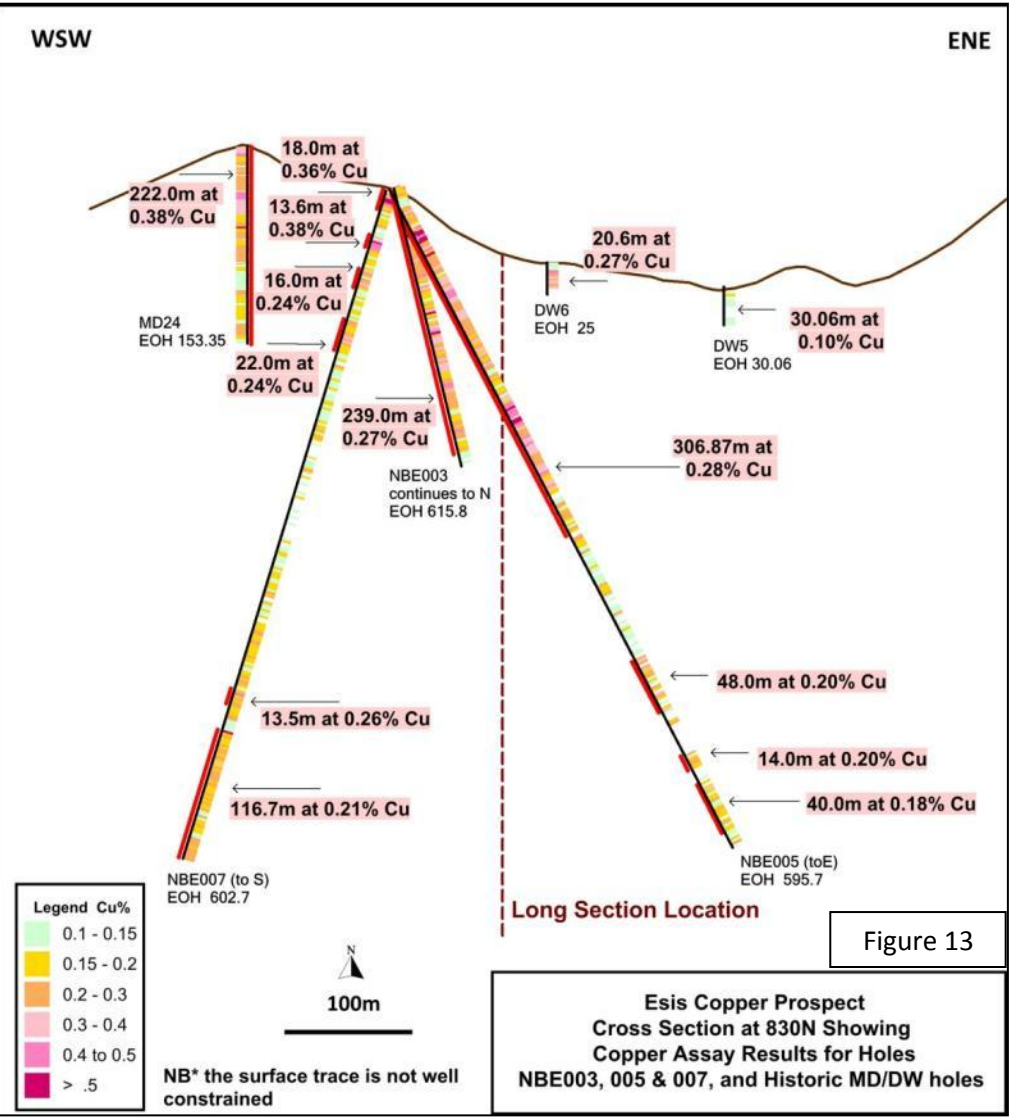 WSW
ENE
18.0m at
0.36% Cu
222.0m at
0.38% Cu
13.6m at
0.38% Cu
16.0m at
0.24% Cu
MD24
EOH 153.35
22.0m at
0.24% Cu
20.6m at
0.27% Cu
DW6
EOH 25
30.06m at
0.10% Cu
DW5
EOH 30.06
239.0m at
0.27% Cu
NBE003
continues to N
EOH 615.8
306.87m at
0.28% Cu
48.0m at 0.20% Cu
13.5m at 0.26% Cu
14.0m at 0.20% Cu
116.7m at 0.21% Cu
40.0m at 0.18% Cu
NBE007 (to S)
EOH 602.7
NBE005 (toE)
EOH 595.7
Long Section Location
Legend Cu%
0.1 - 0.15
0.15 - 0.2
0.2 - 0.3
0.3 - 0.4
0.4 to 0.5
> .5
N
100m
NB* the surface trace is not well
constrained
Figure 13
Esis Copper Prospect
Cross Section at 830N Showing
Copper Assay Results for Holes
NBE003, 005 & 007, and Historic MD/DW holes